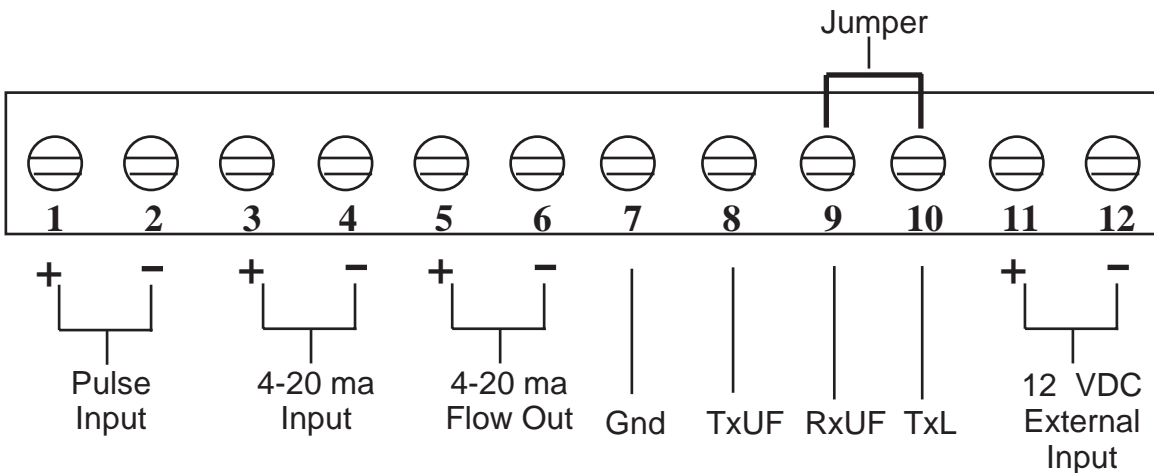 Jumper
1 2 3 4 5 6 7 8 9 10 11 12
+ - + - + - + -
Pulse
Input
4-20 ma
Input
4-20 ma
Flow Out
Gnd
TxUF
RxUF
TxL
12 VDC
External
Input